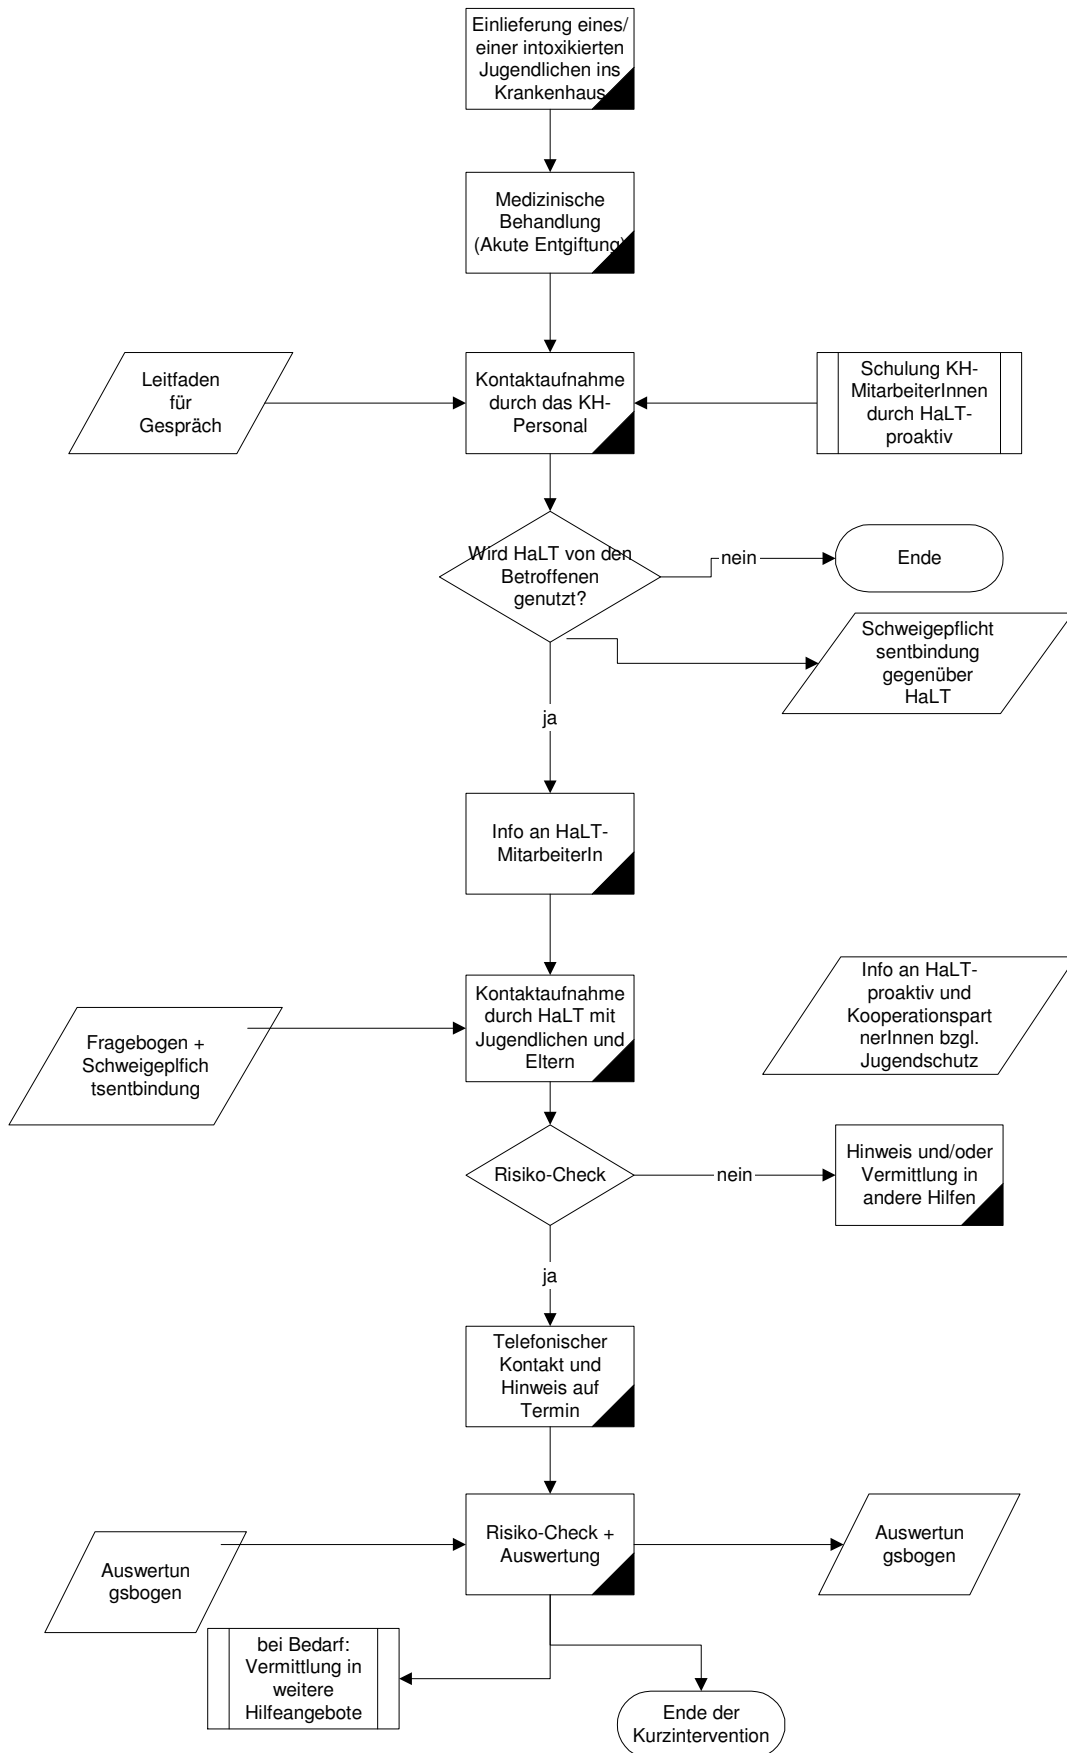 Einlieferung eines/
einer intoxikierten
Jugendlichen ins
Krankenhaus
Medizinische
Behandlung
(Akute Entgiftung)
Leitfaden
für
Gespräch
Kontaktaufnahme
durch das KH-
Personal
Schulung KH-
MitarbeiterInnen
durch HaLT-
proaktiv
Wird HaLT von den
Betroffenen
genutzt?
nein
Ende
Schweigepflicht
sentbindung
gegenüber
HaLT
ja
Info an HaLT-
MitarbeiterIn
Kontaktaufnahme
durch HaLT mit
Jugendlichen und
Eltern
Info an HaLT-
proaktiv und
Kooperationspart
nerInnen bzgl.
Jugendschutz
Fragebogen +
Schweigeplfich
tsentbindung
Risiko-Check
nein
Hinweis und/oder
Vermittlung in
andere Hilfen
ja
Telefonischer
Kontakt und
Hinweis auf
Termin
Auswertun
gsbogen
Risiko-Check +
Auswertung
Auswertun
gsbogen
bei Bedarf:
Vermittlung in
weitere
Hilfeangebote
Ende der
Kurzintervention